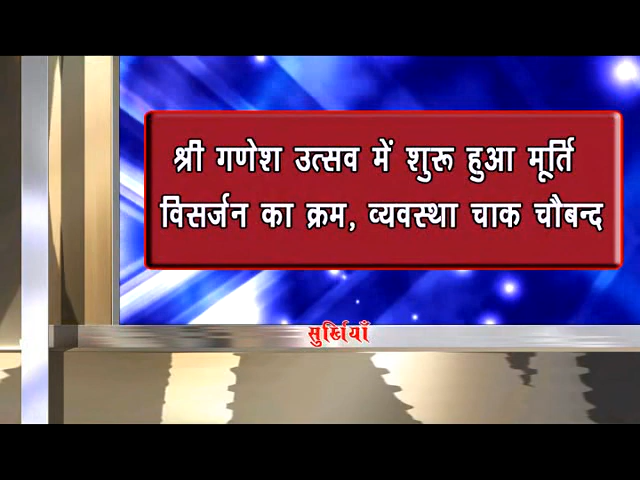 श्री गणेश उत्सव में शुरू हुआ मूर्ति
विसर्जन का क्रम, व्यवस्था चाक चौबन्द
सुर्ख़ियाँ